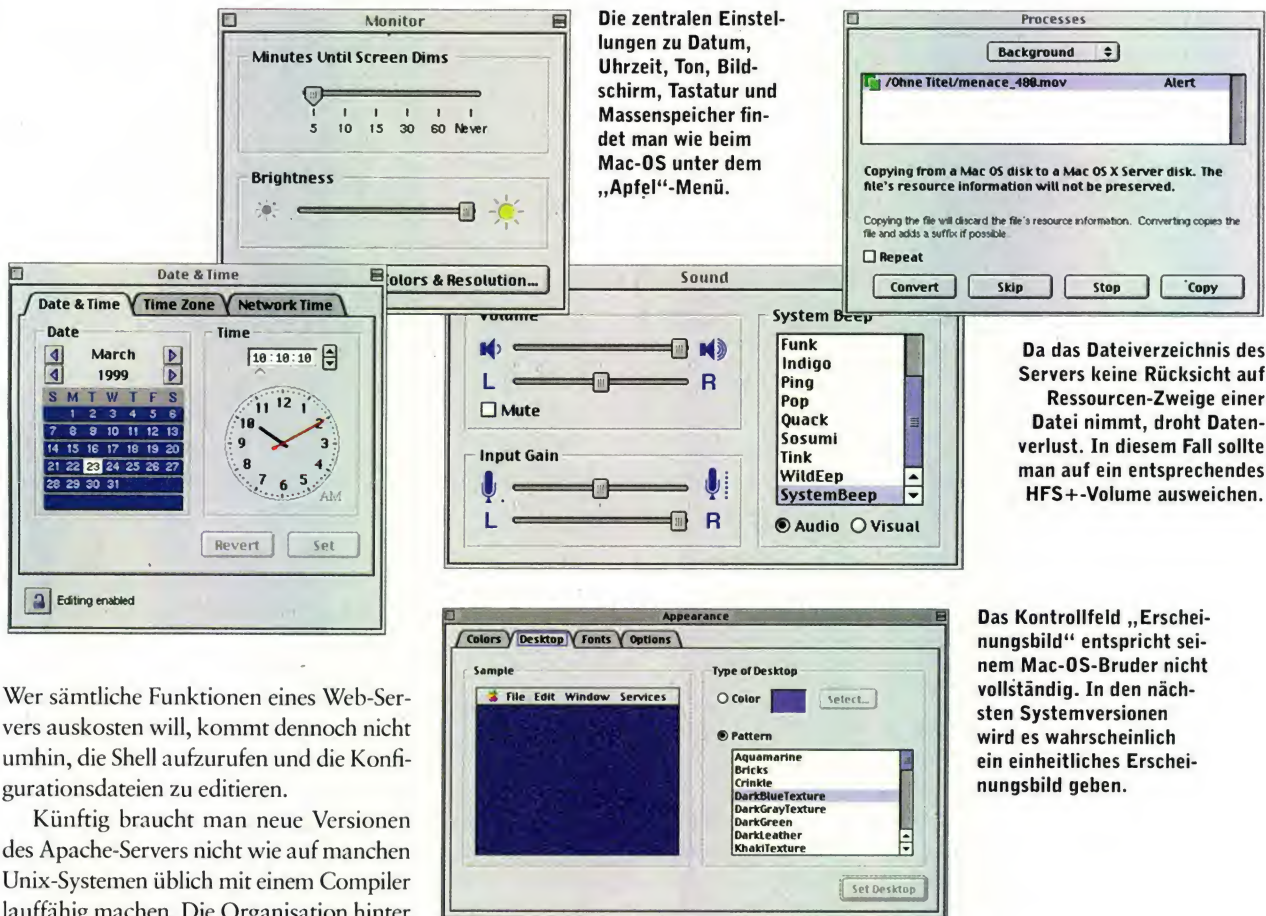 Monitor
Minutes Until Screen Dims
5 10 15 30 60 Never
Brightness
Colors & Resolution...
Die zentralen Einstel-
lungen zu Datum,
Uhrzeit, Ton, Bild-
schirm, Tastatur und
Massenspeicher fin-
det man wie beim
Mac-OS unter dem
„Apfel“-Menü.
Processes
Background
/Ohne Titel/menace_480.mov Alert
Copying from a Mac OS disk to a Mac OS X Server disk. The
file's resource information will not be preserved.
Copying the file will discard the file's resource information. Converting copies the
file and adds a suffix if possible.
Repeat
Convert Skip Stop Copy
Date & Time
Date & Time Time Zone Network Time
Date
March
1999
S M T W T F S
1 2 3 4 5 6
7 8 9 10 11 12 13
14 15 16 17 18 19 20
21 22 23 24 25 26 27
28 29 30 31
Time
10:10:10
12 1 2 3 4 5 6 7 8 9 10 11
AM
Revert Set
Editing enabled
Sound
Volume
L R
Mute
Input Gain
L R
System Beep
Funk
Indigo
Ping
Pop
Quack
Sosumi
Tink
WildEep
SystemBeep
Audio Visual
Da das Dateiverzeichnis des
Servers keine Rücksicht auf
Ressourcen-Zweige einer
Datei nimmt, droht Daten-
verlust. In diesem Fall sollte
man auf ein entsprechendes
HFS+-Volume ausweichen.
Appearance
Colors Desktop Fonts Options
Sample
File Edit Window Services
Type of Desktop
Color Select...
Pattern
Aquamarine
Bricks
Crinkle
DarkBlueTexture
DarkGrayTexture
DarkGreen
DarkLeather
KhakiTexture
Set Desktop
Das Kontrollfeld „Erschei-
nungsbild“ entspricht sei-
nem Mac-OS-Bruder nicht
vollständig. In den näch-
sten Systemversionen
wird es wahrscheinlich
ein einheitliches Erschei-
nungsbild geben.
Wer sämtliche Funktionen eines Web-Ser-
vers auskosten will, kommt dennoch nicht
umhin, die Shell aufzurufen und die Konfi-
gurationsdateien zu editieren.
Künftig braucht man neue Versionen
des Apache-Servers nicht wie auf manchen
Unix-Systemen üblich mit einem Compiler
lauffähig machen. Die Organisation hinter